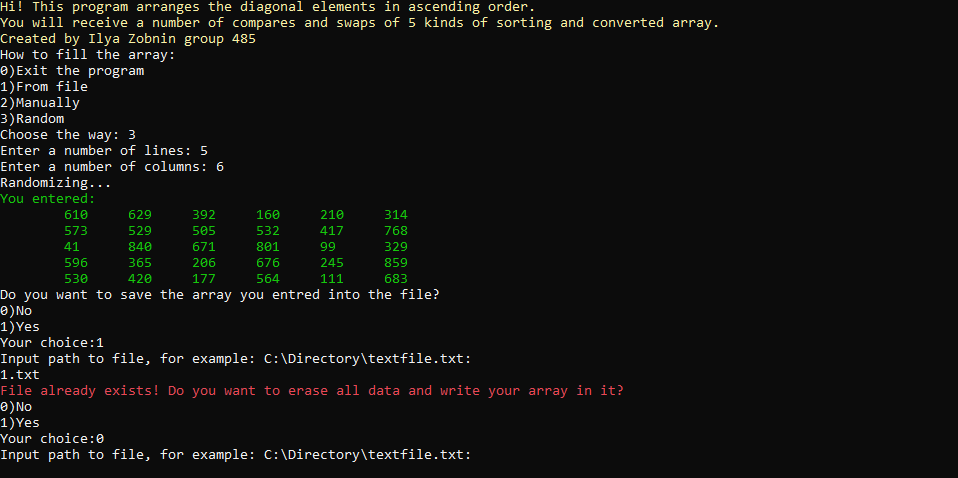 Hi! This program arranges the diagonal elements in ascending order.
You will receive a number of compares and swaps of 5 kinds of sorting and converted array.
Created by Ilya Zobnin group 485
How to fill the array:
0)Exit the program
1)From file
2)Manually
3)Random
Choose the way: 3
Enter a number of lines: 5
Enter a number of columns: 6
Randomizing...
You entered:
610 629 392 160 210 314
573 529 505 532 417 768
41 840 671 801 99 329
596 365 206 676 245 859
530 420 177 564 111 683
Do you want to save the array you entred into the file?
0)No
1)Yes
Your choice:1
Input path to file, for example: C:\Directory\textfile.txt:
1.txt
File already exists! Do you want to erase all data and write your array in it?
0)No
1)Yes
Your choice:0
Input path to file, for example: C:\Directory\textfile.txt: